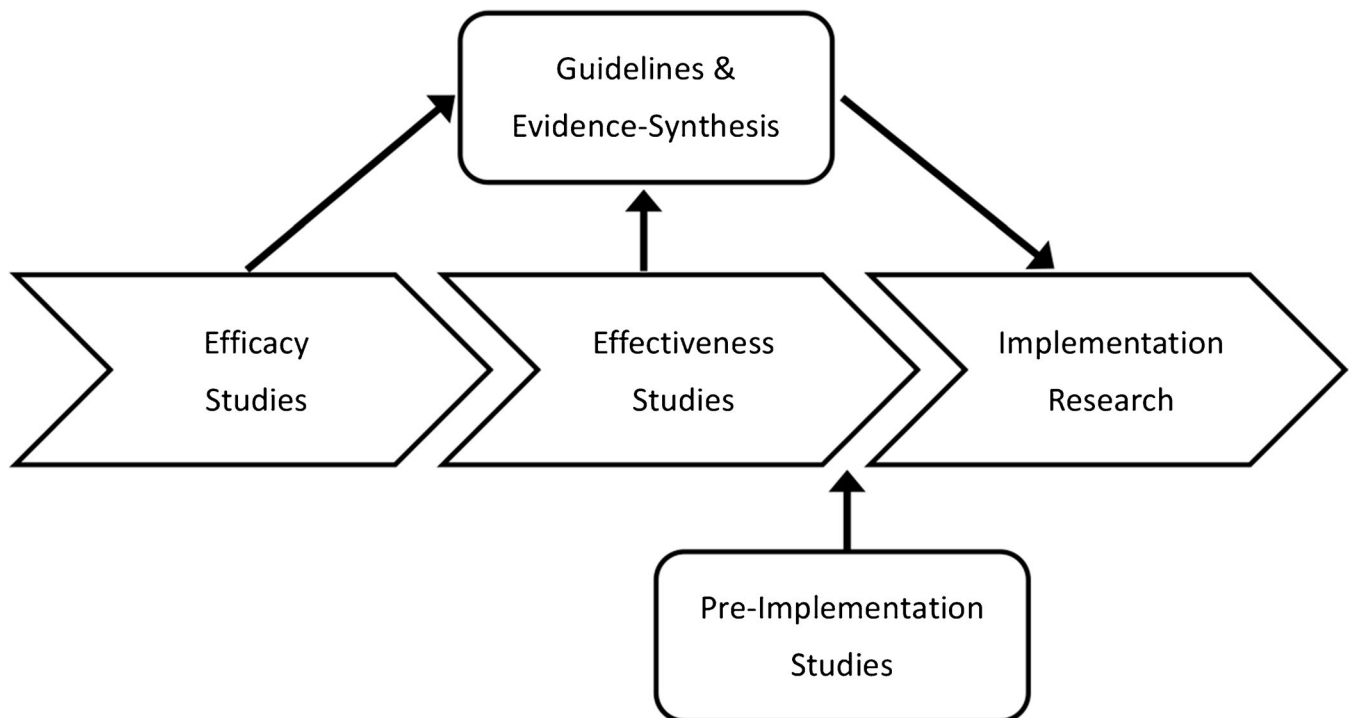 Guidelines &
Evidence-Synthesis
Efficacy
Studies
Effectiveness
Studies
Implementation
Research
Pre-Implementation
Studies